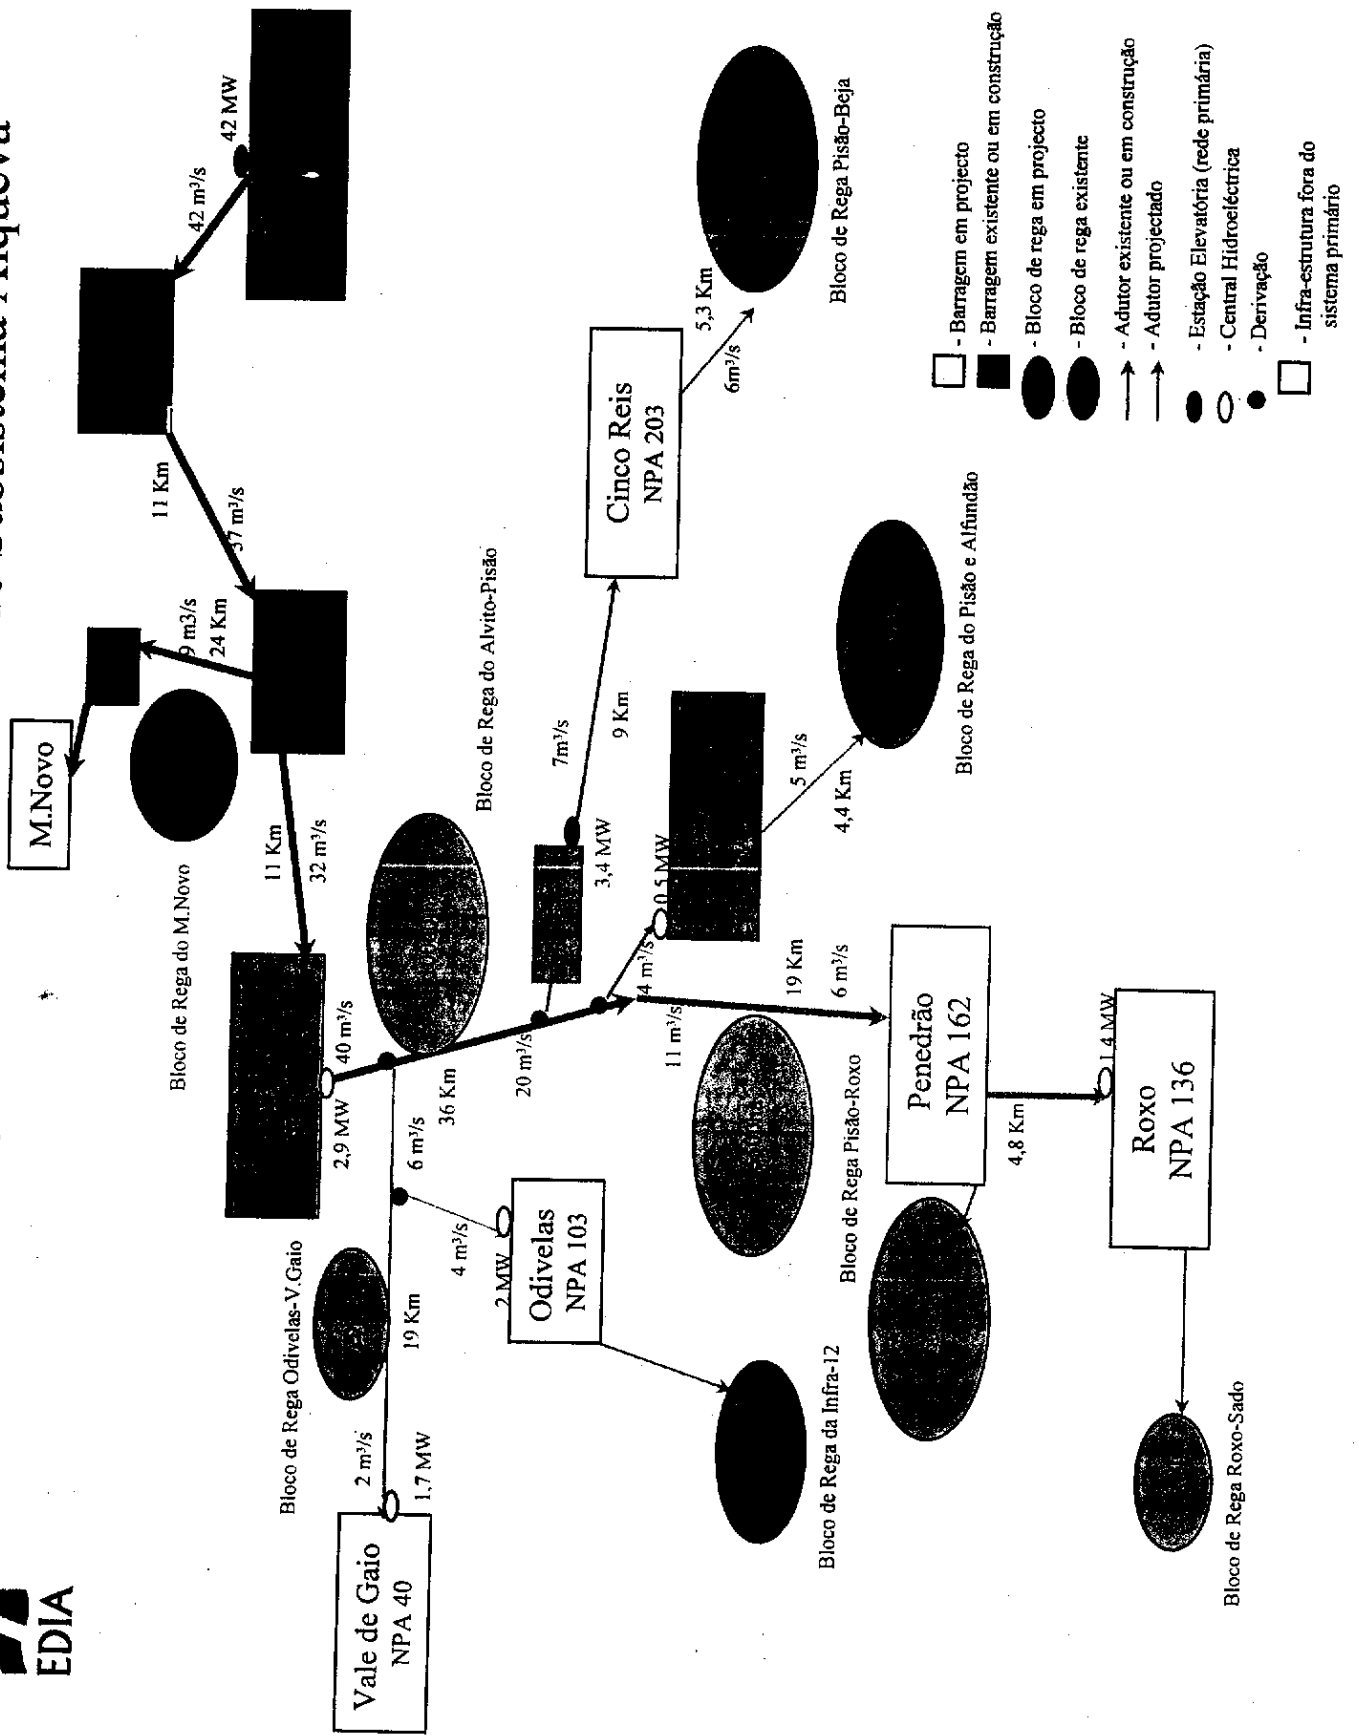 EDIA
M.Novo
9 m3/s
24 Km
11 Km
37 m³/s
42 m³/s
42 MW
Bloco de Rega do M.Novo
11 Km
32 m³/s
Bloco de Rega Odivelas-V.Gaio
2,9 MW
40 m³/s
Bloco de Rega do Alvito-Pisão
Vale de Gaio
NPA 40
2 m³/s
1,7 MW
19 Km
6 m³/s
36 Km
4 m³/s
2 MW
Odivelas
NPA 103
20 m³/s
7m³/s
3,4 MW
9 Km
Cinco Reis
NPA 203
5,3 Km
6m³/s
Bloco de Rega Pisão-Beja
4 m³/s
0,5 MW
11 m³/s
5 m³/s
4,4 Km
Bloco de Rega do Pisão e Alfundão
19 Km
6 m³/s
Bloco de Rega da Infra-12
Bloco de Rega Pisão-Roxo
Penedrão
NPA 162
4,8 Km
1,4 MW
Roxo
NPA 136
Bloco de Rega Roxo-Sado
- Barragem em projecto
- Barragem existente ou em construção
- Bloco de rega em projecto
- Bloco de rega existente
- Adutor existente ou em construção
- Adutor projectado
- Estação Elevatória (rede primária)
- Central Hidroeléctrica
- Derivação
- Infra-estrutura fora do
sistema primário